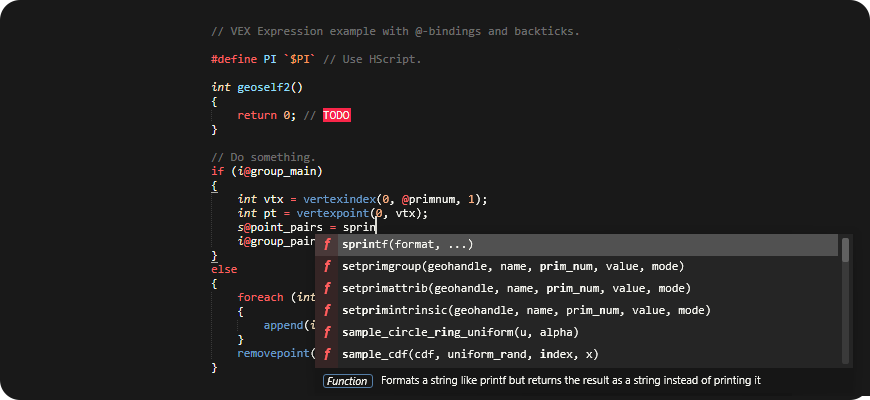 // VEX Expression example with @-bindings and backticks.
#define PI `$PI` // Use HScript.
int geoself2()
{
return 0; // TODO
}
// Do something.
if (i@group_main)
{
int vtx = vertexindex(0, @primnum, 1);
int pt = vertexpoint(0, vtx);
s@point_pairs = sprin
i@group_pair
}
else
{
foreach (int
{
append(i
}
removepoint(
}
f sprintf(format, ...)
f setprimgroup(geohandle, name, prim_num, value, mode)
f setprimattrib(geohandle, name, prim_num, value, mode)
f setprimintrinsic(geohandle, name, prim_num, value, mode)
f sample_circle_ring_uniform(u, alpha)
f sample_cdf(cdf, uniform_rand, index, x)
Function Formats a string like printf but returns the result as a string instead of printing it